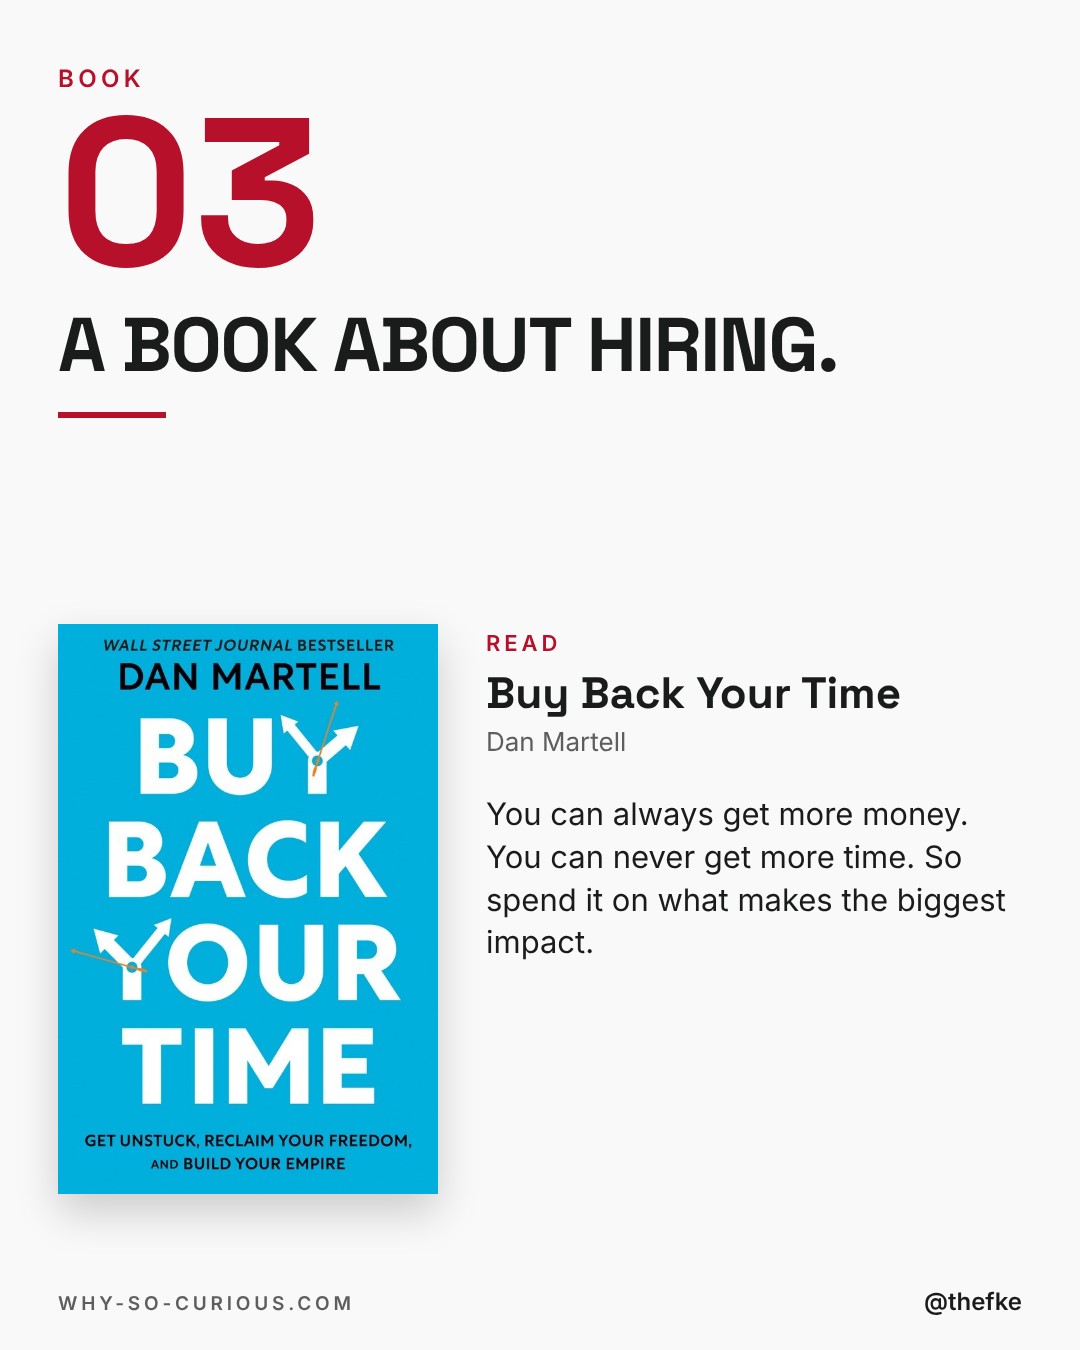 BOOK
03
A BOOK ABOUT HIRING.
WALL STREET JOURNAL BESTSELLER
DAN MARTELL
BUY
BACK
YOUR
TIME
GET UNSTUCK, RECLAIM YOUR FREEDOM,
AND BUILD YOUR EMPIRE
READ
Buy Back Your Time
Dan Martell
You can always get more money.
You can never get more time. So
spend it on what makes the biggest
impact.
WHY-SO-CURIOUS.COM
@thefke